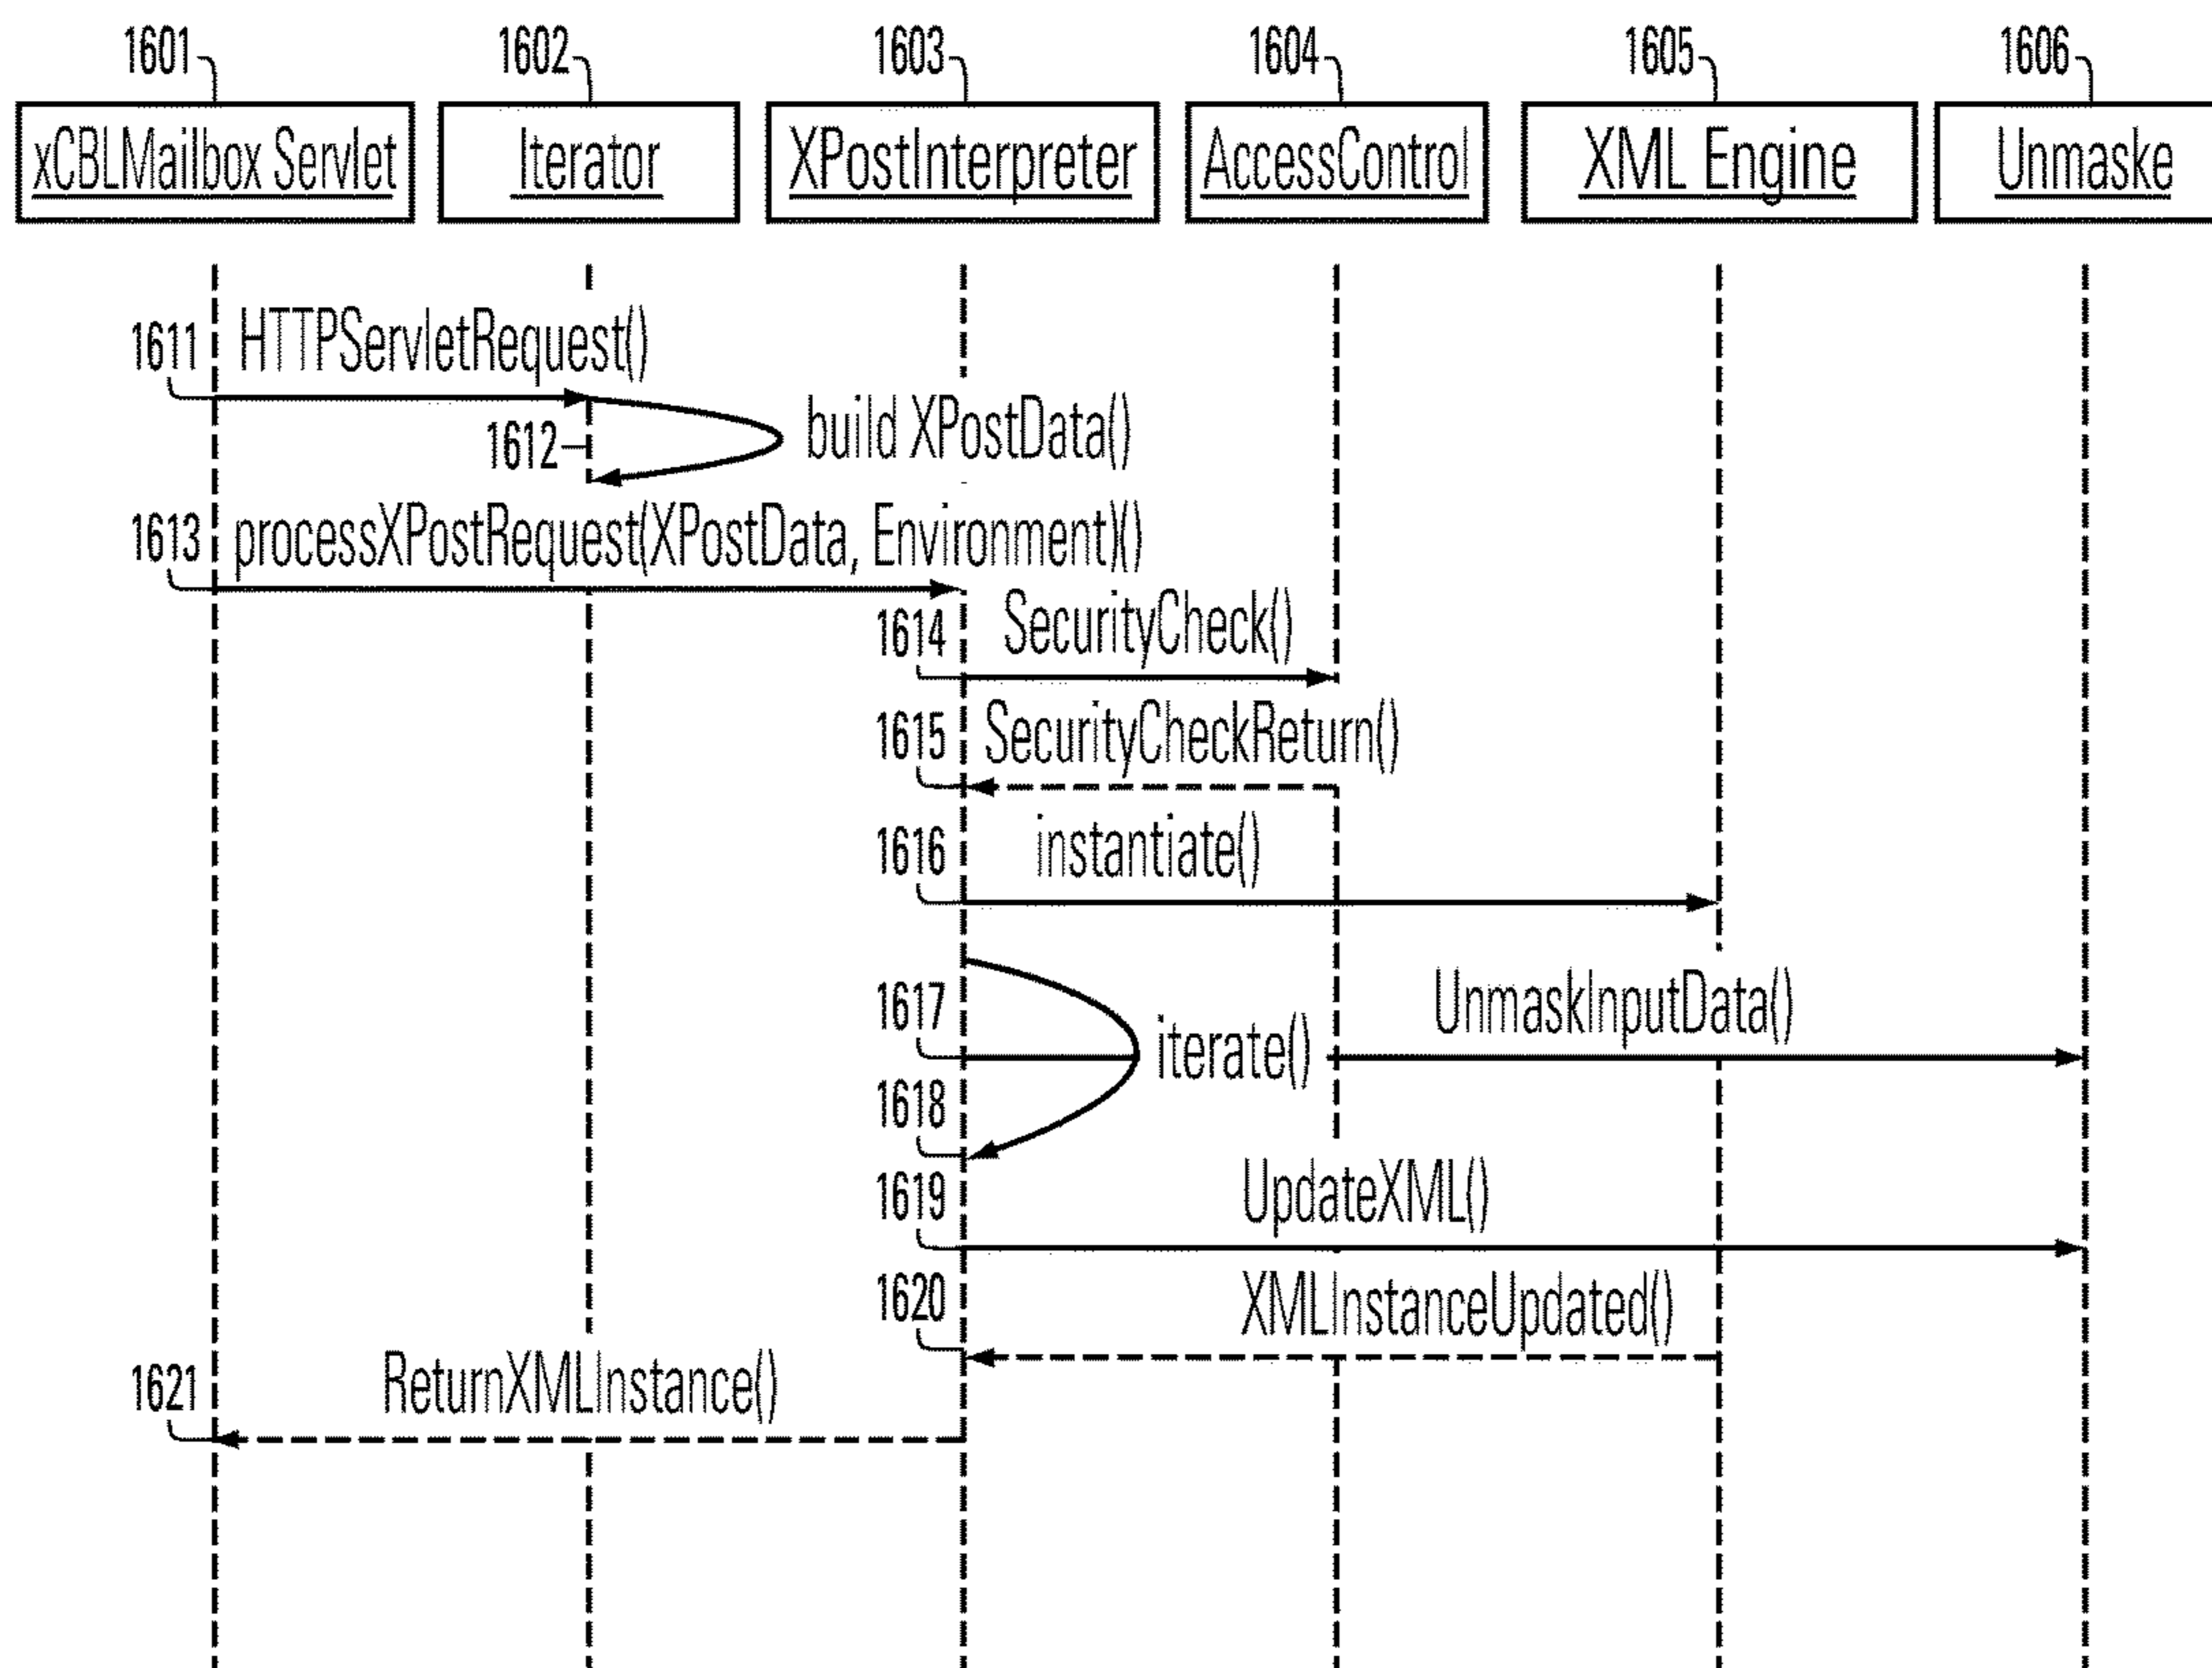 1601 1602 1603 1604 1605 1606
xCBLMailbox Servlet Iterator XPostInterpreter AccessControl XML Engine Unmaske
1611 HTTPServletRequest()
1612 build XPostData()
1613 processXPostRequest(XPostData, Environment)()
1614 SecurityCheck()
1615 SecurityCheckReturn()
1616 instantiate()
1617 iterate() UnmaskInputData()
1618
1619 UpdateXML()
1620 XMLInstanceUpdated()
1621 ReturnXMLInstance()